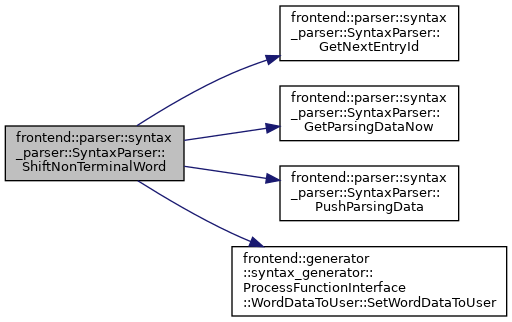 frontend::parser::syntax
_parser::SyntaxParser::
ShiftNonTerminalWord
frontend::parser::syntax
_parser::SyntaxParser::
GetNextEntryId
frontend::parser::syntax
_parser::SyntaxParser::
GetParsingDataNow
frontend::parser::syntax
_parser::SyntaxParser::
PushParsingData
frontend::generator
::syntax_generator::
ProcessFunctionInterface
::WordDataToUser::SetWordDataToUser